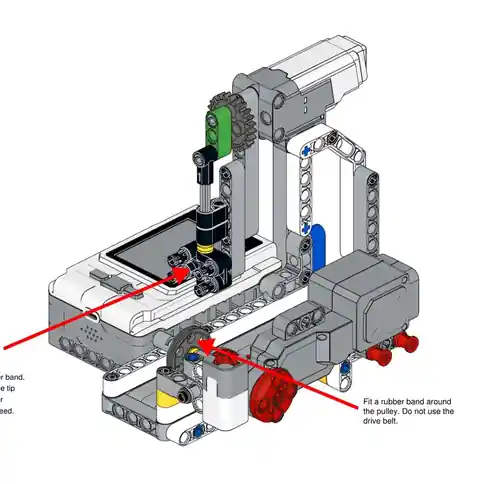 r band.
e tip
r
eed.
Fit a rubber band around
the pulley. Do not use the
drive belt.